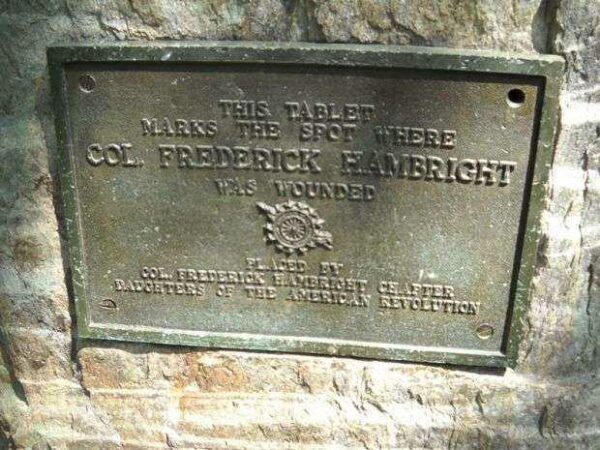 THIS TABLET
MARKS THE SPOT WHERE
COL. FREDERICK HAMBRIGHT
WAS WOUNDED
PLACED BY
COL. FREDERICK HAMBRIGHT CHAPTER
DAUGHTERS OF THE AMERICAN REVOLUTION